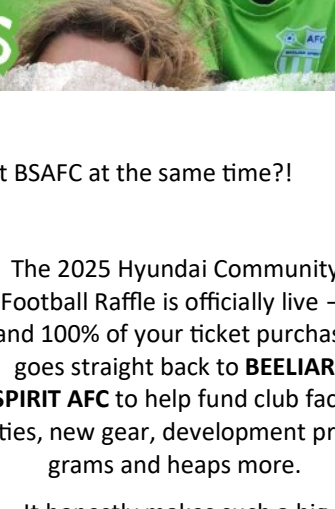 S
AFC
t BSAFC at the same time?!
The 2025 Hyundai Community
Football Raffle is officially live –
and 100% of your ticket purchas
goes straight back to BEELIAR
SPIRIT AFC to help fund club fac
ties, new gear, development pr
grams and heaps more.
It honestly makes such a big